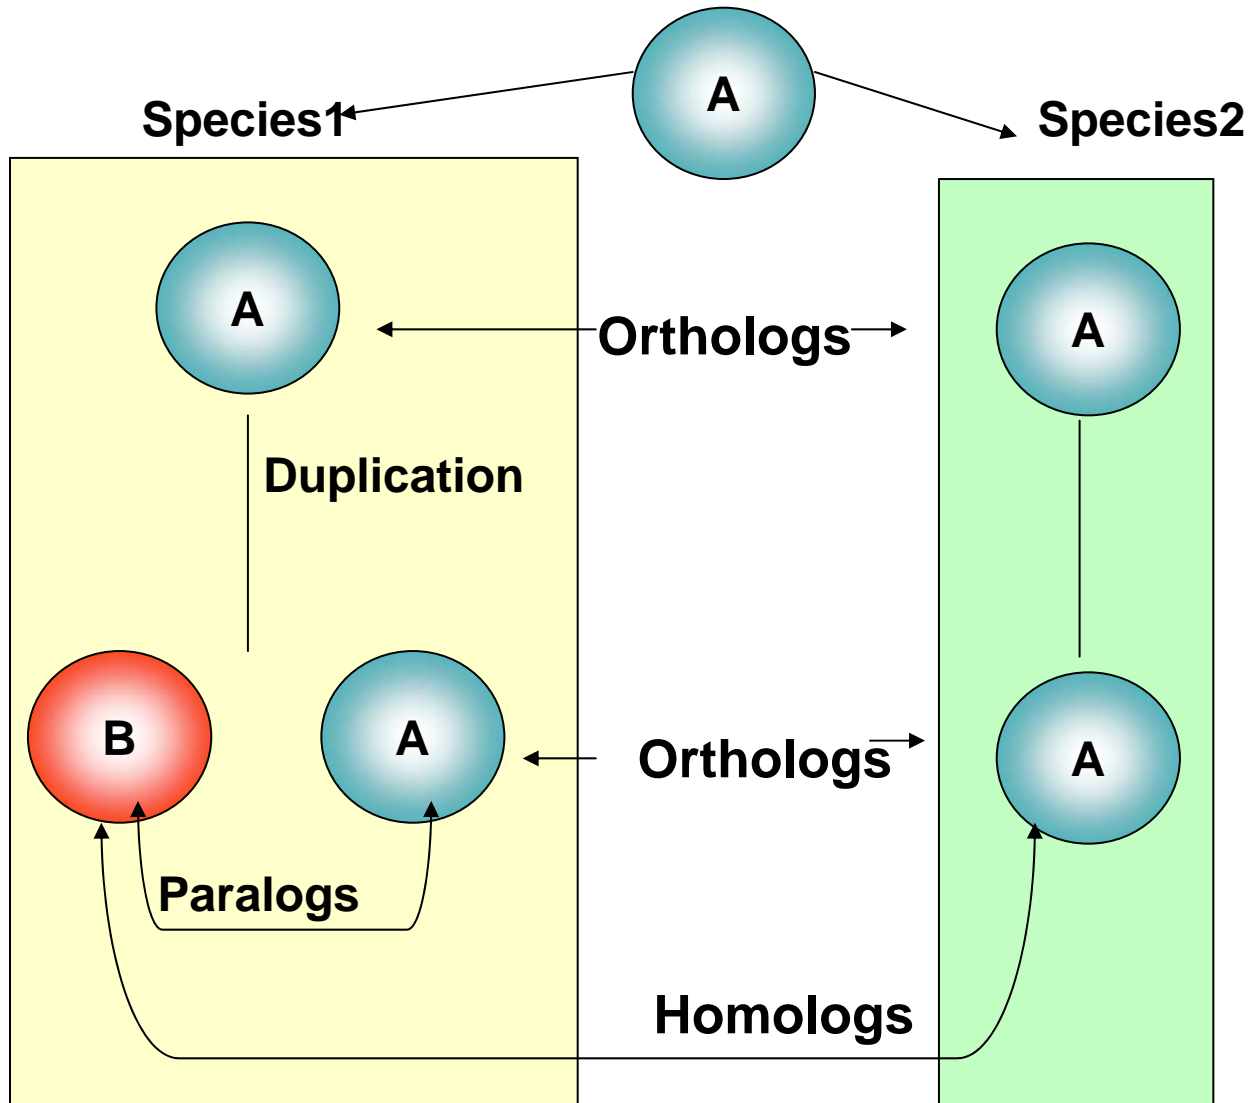 A
Species1
Species2
A
Orthologs
A
Duplication
B
A
Orthologs
A
Paralogs
Homologs